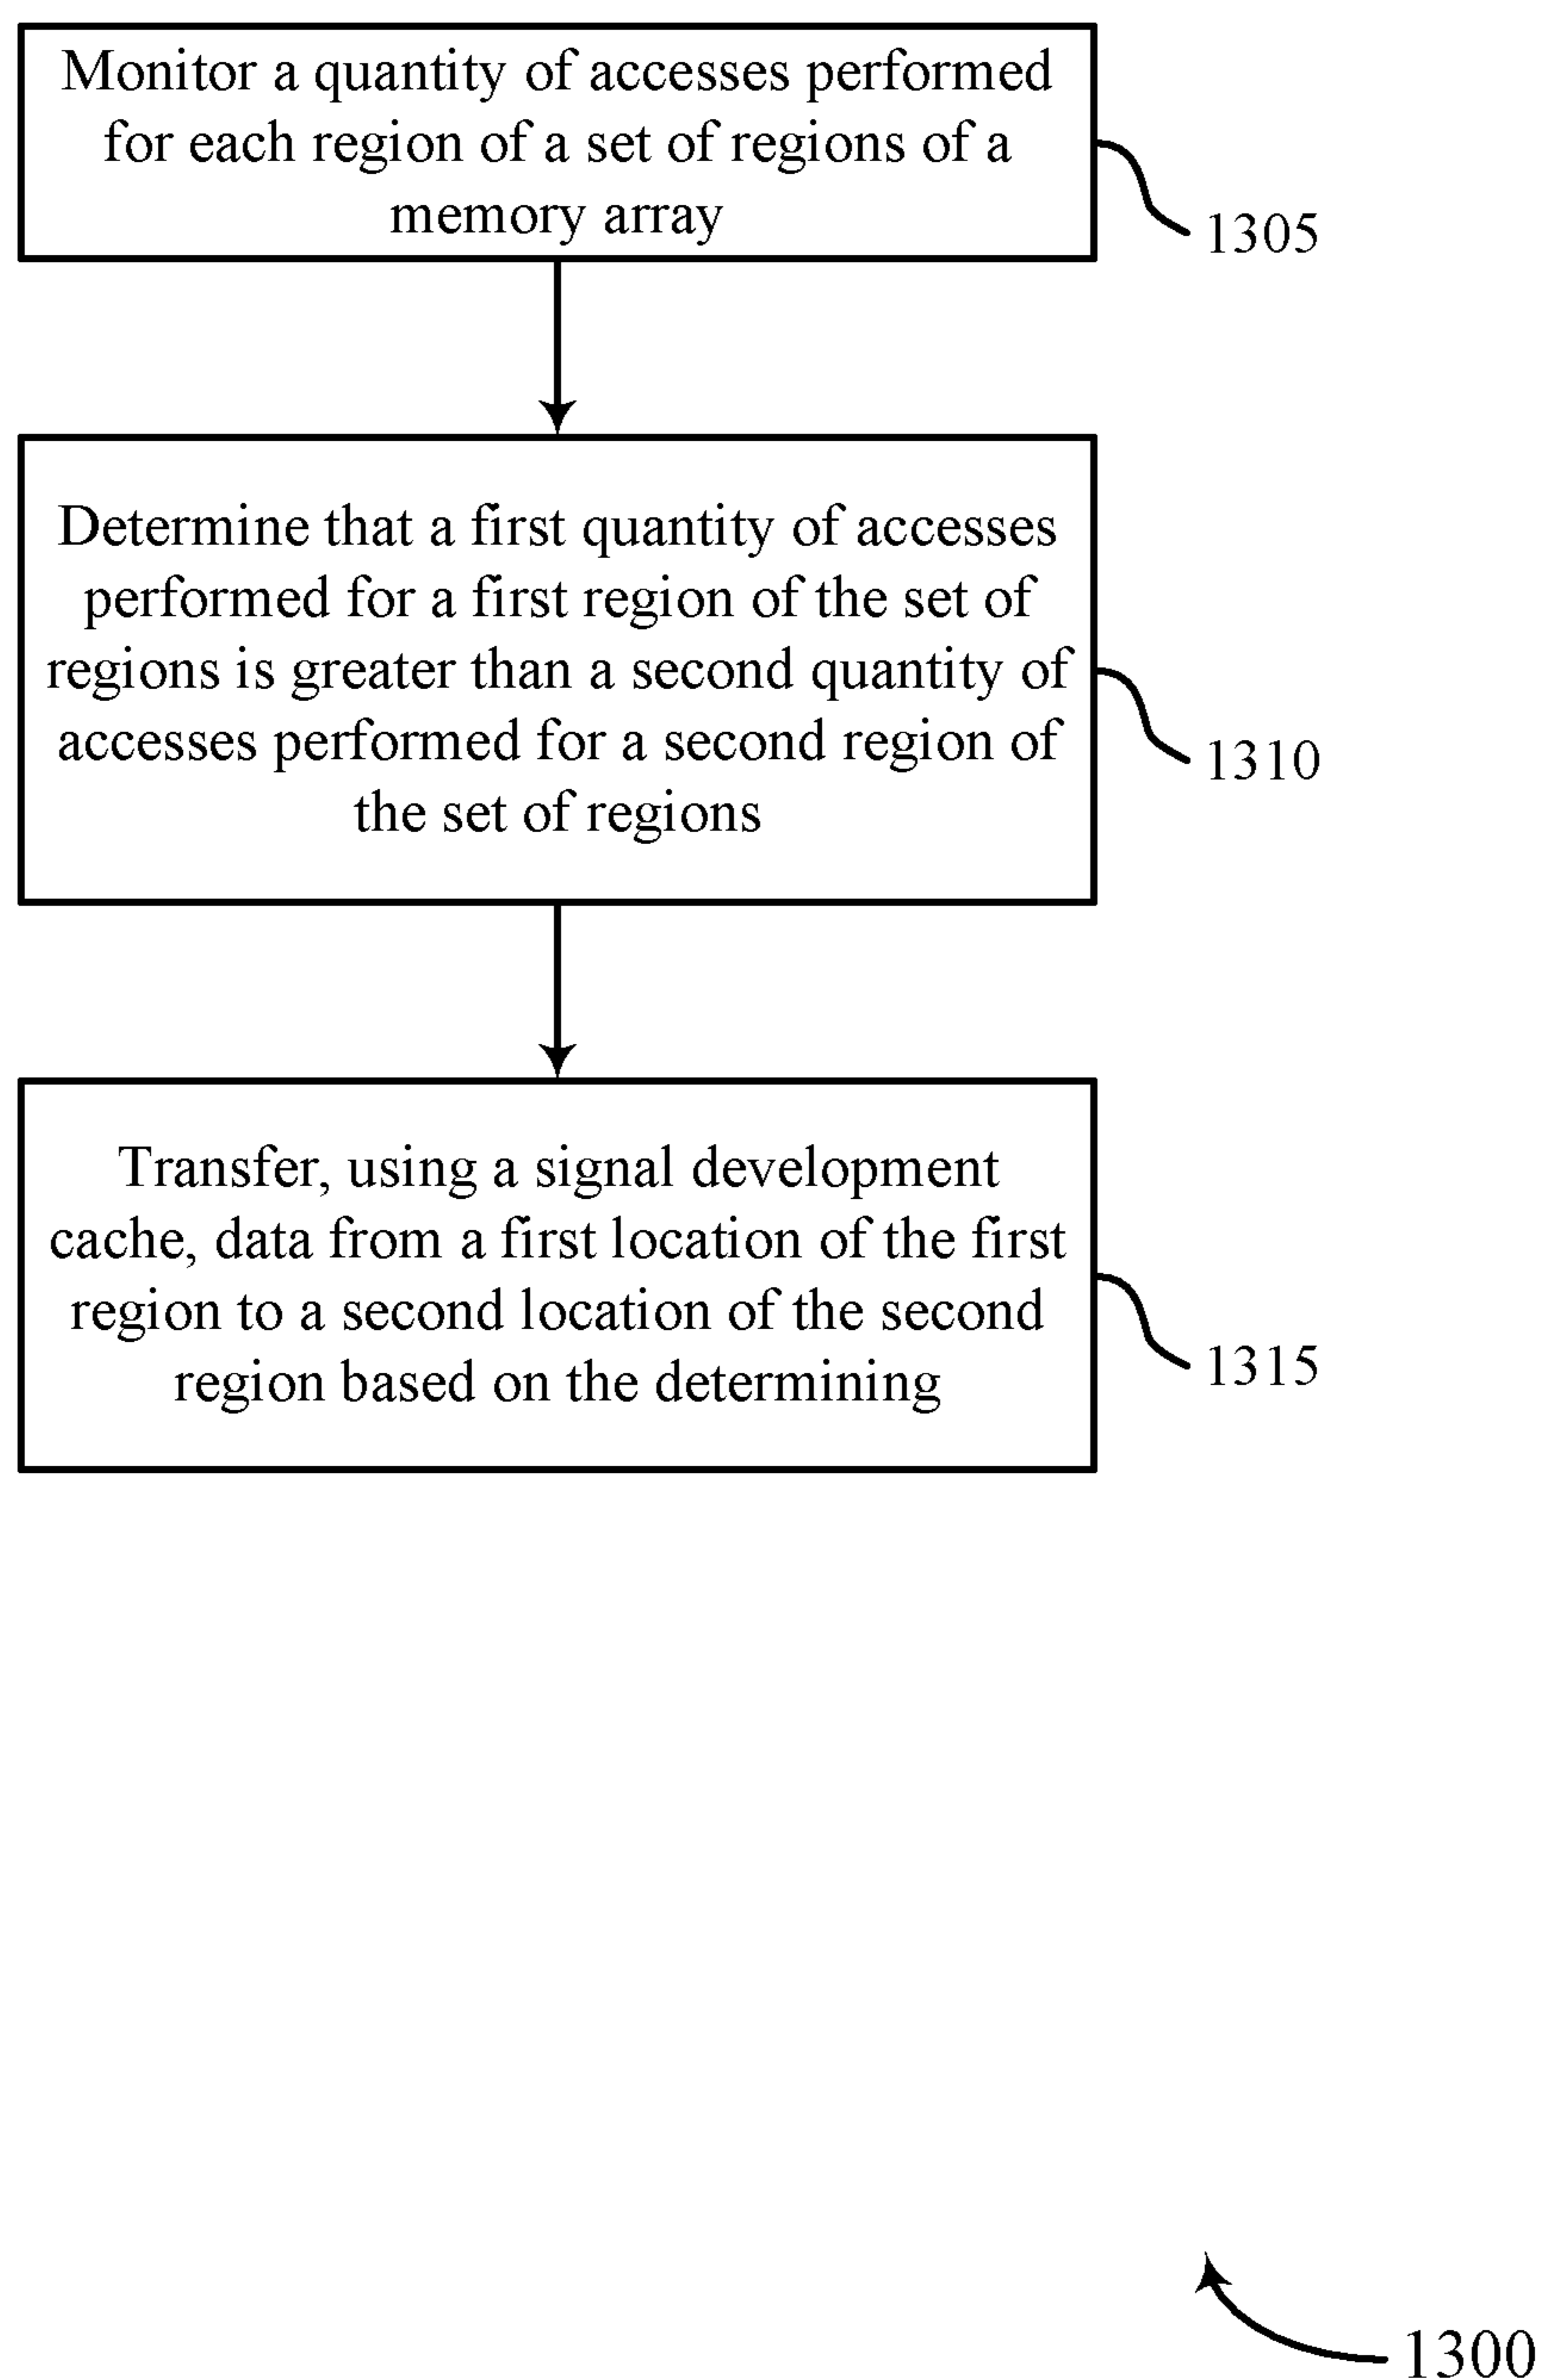 Monitor a quantity of accesses performed
for each region of a set of regions of a
memory array
1305
Determine that a first quantity of accesses
performed for a first region of the set of
regions is greater than a second quantity of
accesses performed for a second region of
the set of regions
1310
Transfer, using a signal development
cache, data from a first location of the first
region to a second location of the second
region based on the determining
1315
1300